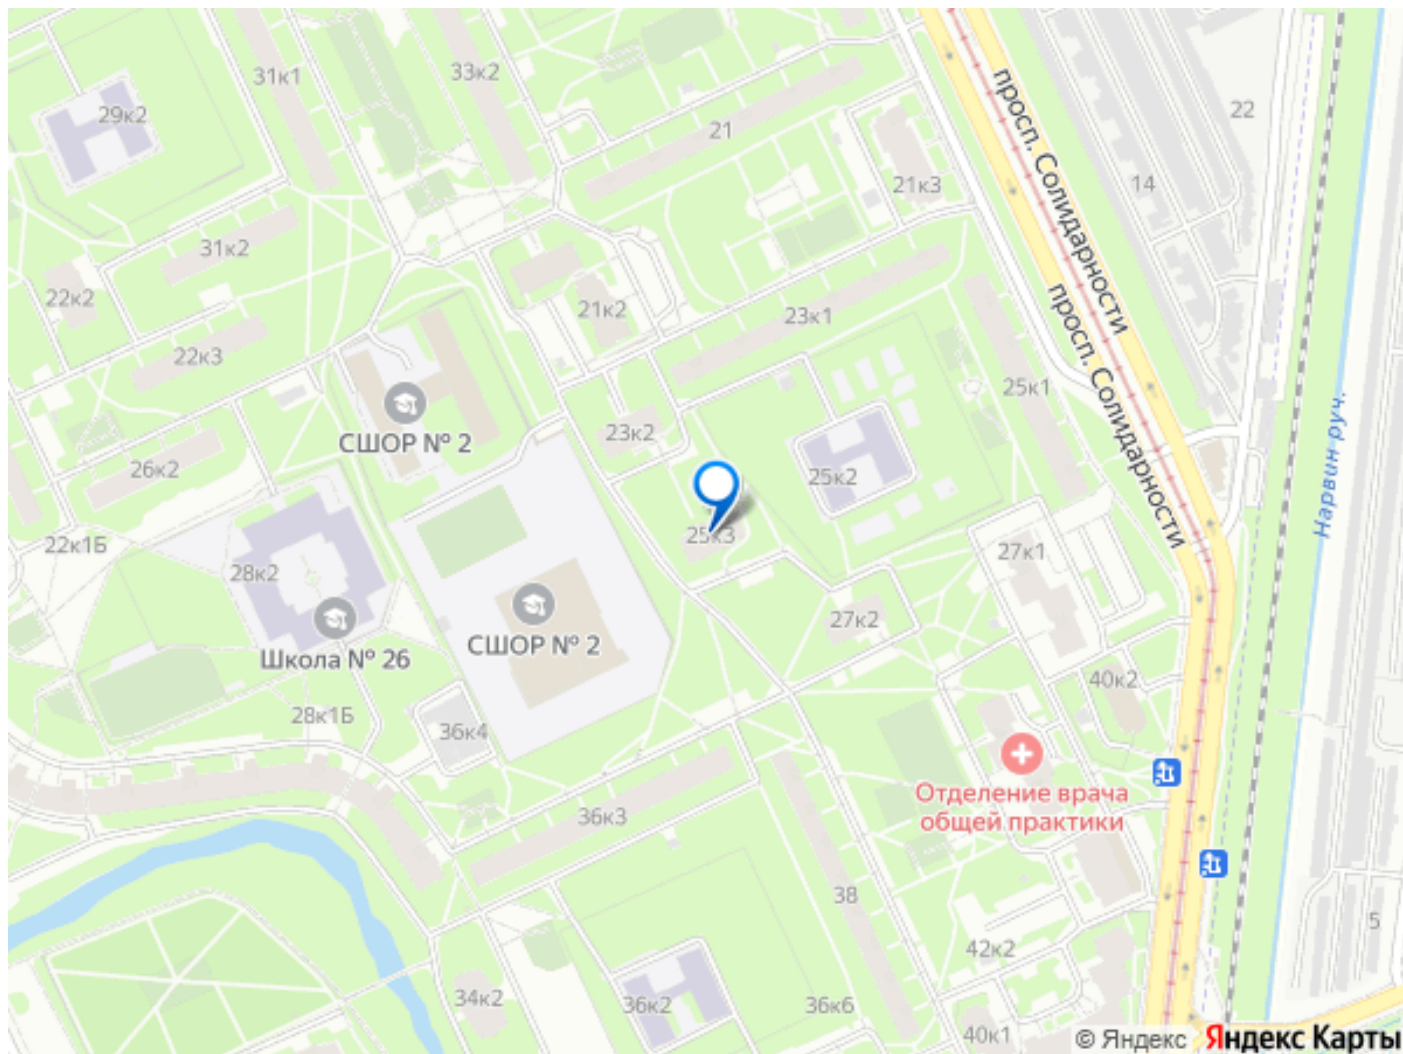 31к1
33к2
29к2
21
22
14
21к3
просп. Солидарности
31к2
22к2
21к2
23к1
22к3
просп. Солидарности
25к1
Нарвин руч.
СШОР № 2
23к2
26к2
25к2
25к3
22к1Б
27к1
28к2
27к2
СШОР № 2
Школа № 26
40к2
28к1Б
36к4
Отделение врача
общей практики
36к3
38
5
42к2
34к2
36к2
36к6
40к1
© Яндекс Яндекс Карты